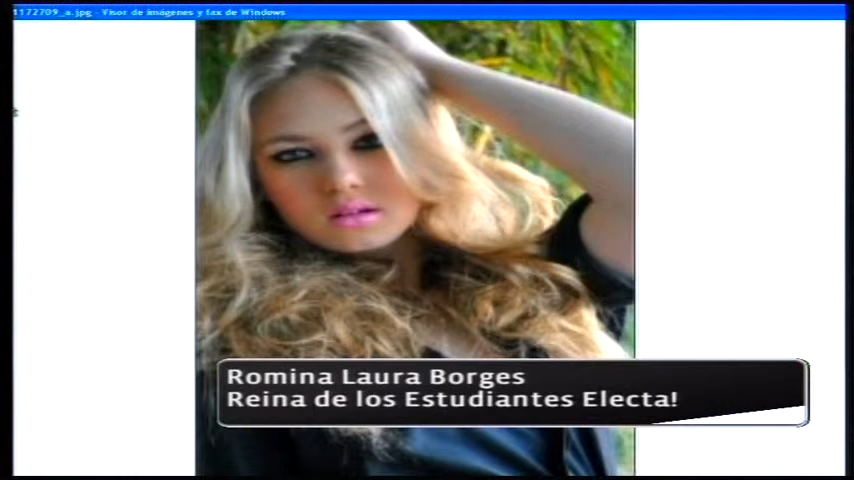 1172709_a.jpg - Visor de imágenes y fax de Windows
Romina Laura Borges
Reina de los Estudiantes Electa!